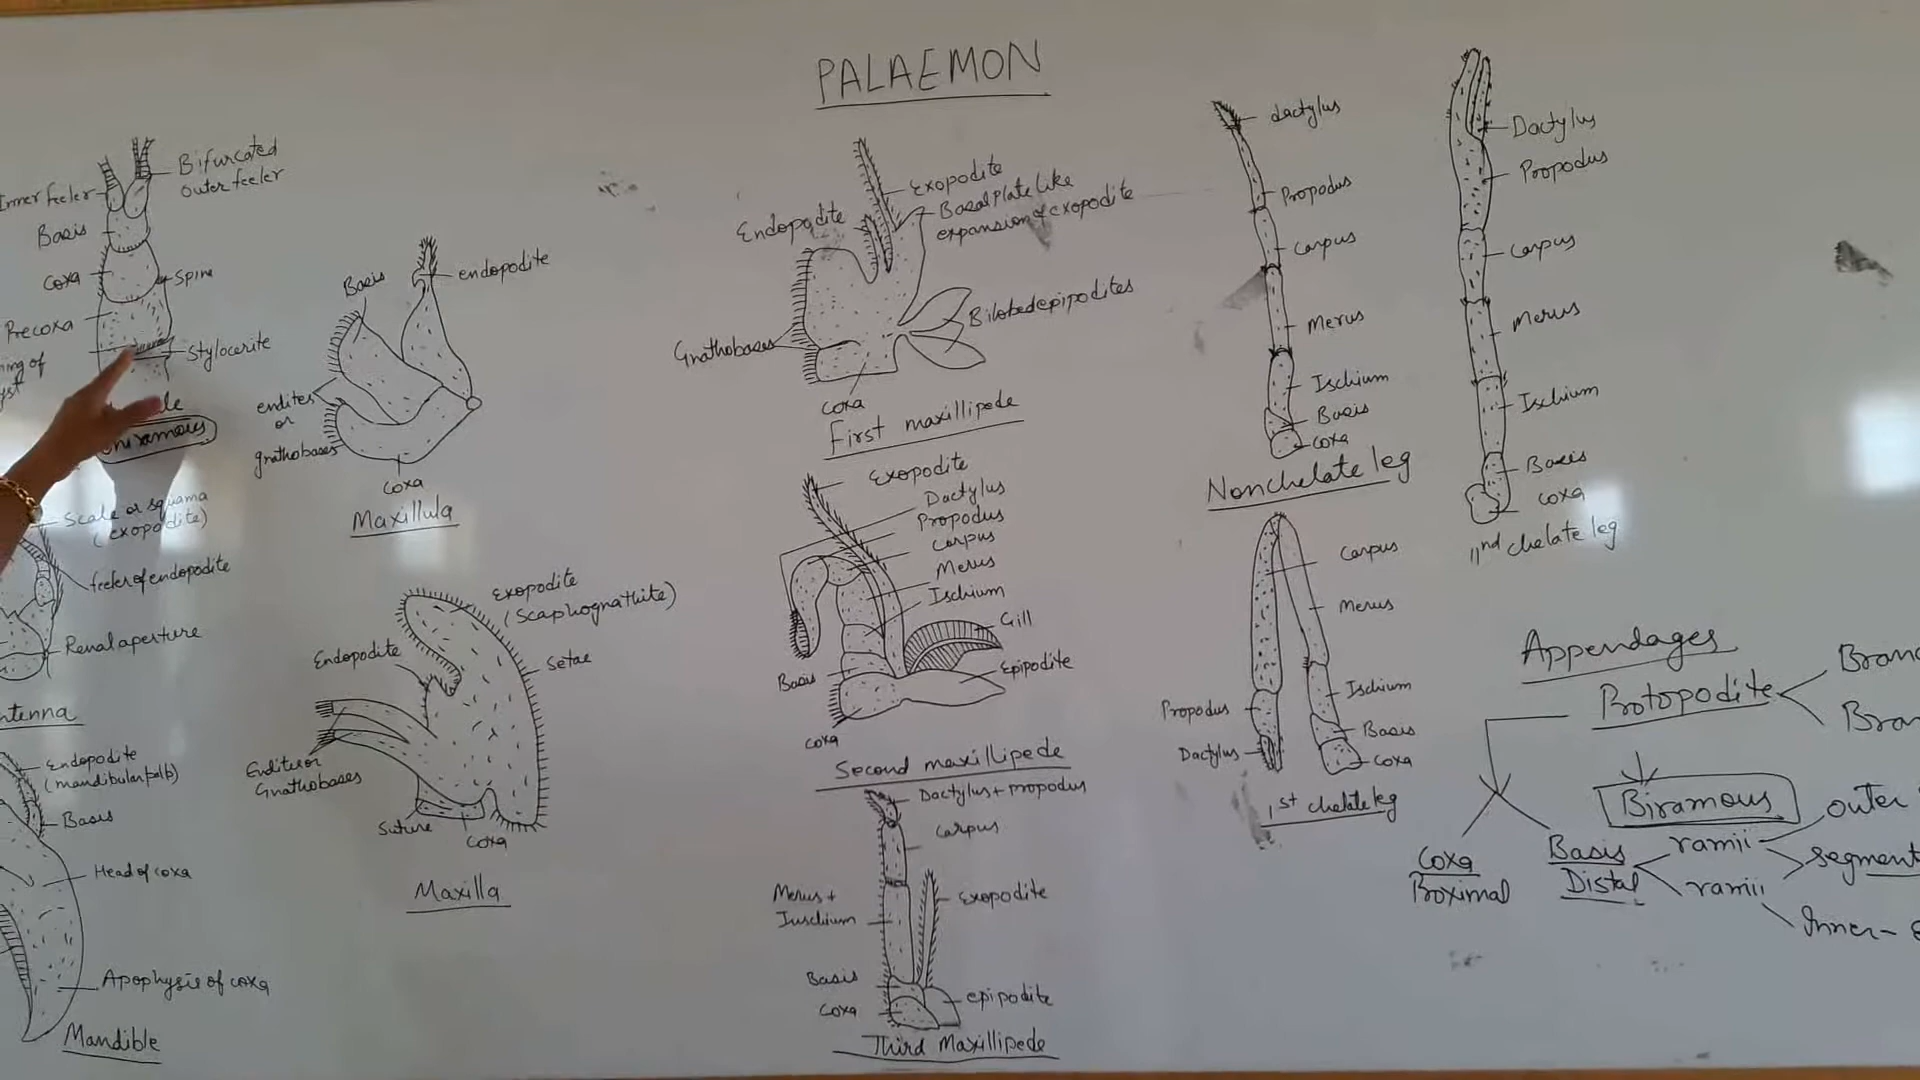 PALAEMON
Inner feeler
Bifurcated
outer feeler
Basis
Coxa
Spine
Precoxa
Stylocerite
Scale or squama
(exopodite)
feeler of endopodite
Renal aperture
Endopodite
(mandibular palp)
Basis
Head of coxa
Apophysis of coxa
Mandible
Basis
endopodite
endites
or
gnathobases
Coxa
Maxillula
Exopodite
(Scaphognathite)
Endopodite
Setae
Gnathobases
Suture
Coxa
Maxilla
Exopodite
Basal plate like
expansion of exopodite
Endopodite
Bilobed epipodites
Gnathobases
Coxa
First maxillipede
Exopodite
Dactylus
Propodus
Carpus
Merus
Ischium
Gill
Epipodite
Basis
Coxa
Second maxillipede
Dactylus + propodus
Carpus
Merus +
Iuschium
Exopodite
Basis
Coxa
epipodite
Third Maxillipede
dactylus
Propodus
Carpus
Merus
Ischium
Basis
Coxa
Nonchelate leg
Carpus
Merus
Ischium
Propodus
Basis
Dactylus
Coxa
1st chelate leg
Dactylus
Propodus
Carpus
Merus
Ischium
Basis
Coxa
IInd chelate leg
Appendages
Protopodite
Biramous
Coxa
Proximal
Basis
Distal
ramii
ramii
outer
segment
Inner-